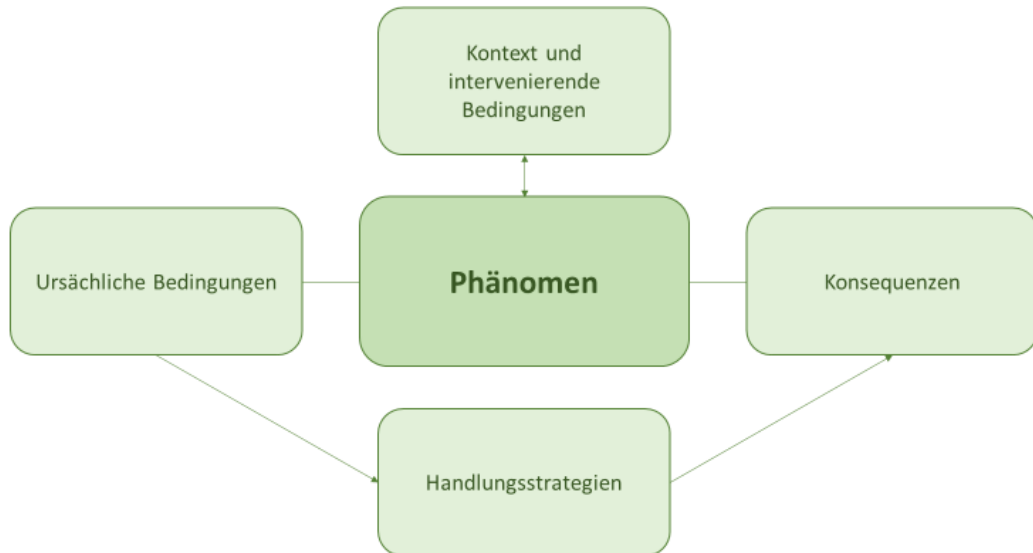 Kontext und
intervenierende
Bedingungen
Ursächliche Bedingungen
Phänomen
Konsequenzen
Handlungsstrategien